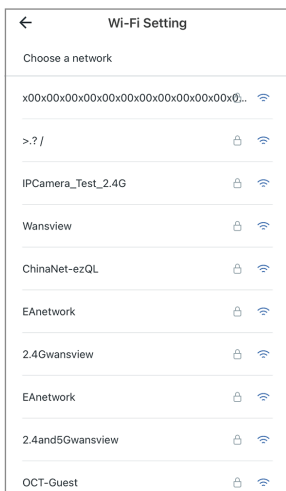 Wi-Fi Setting
Choose a network
x00x00x00x00x00x00x00x00x00x00x0...
>.? /
IPCamera_Test_2.4G
Wansview
ChinaNet-ezQL
EAnetwork
2.4Gwansview
EAnetwork
2.4and5Gwansview
OCT-Guest